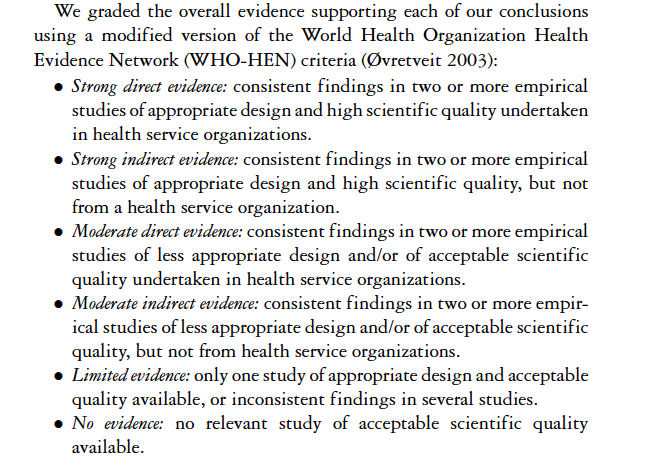 We graded the overall evidence supporting each of our conclusions
using a modified version of the World Health Organization Health
Evidence Network (WHO-HEN) criteria (Øvretveit 2003):
• Strong direct evidence: consistent findings in two or more empirical
studies of appropriate design and high scientific quality undertaken
in health service organizations.
• Strong indirect evidence: consistent findings in two or more empirical
studies of appropriate design and high scientific quality, but not
from a health service organization.
• Moderate direct evidence: consistent findings in two or more empirical
studies of less appropriate design and/or of acceptable scientific
quality undertaken in health service organizations.
• Moderate indirect evidence: consistent findings in two or more empir-
ical studies of less appropriate design and/or of acceptable scientific
quality, but not from health service organizations.
• Limited evidence: only one study of appropriate design and acceptable
quality available, or inconsistent findings in several studies.
• No evidence: no relevant study of acceptable scientific quality
available.